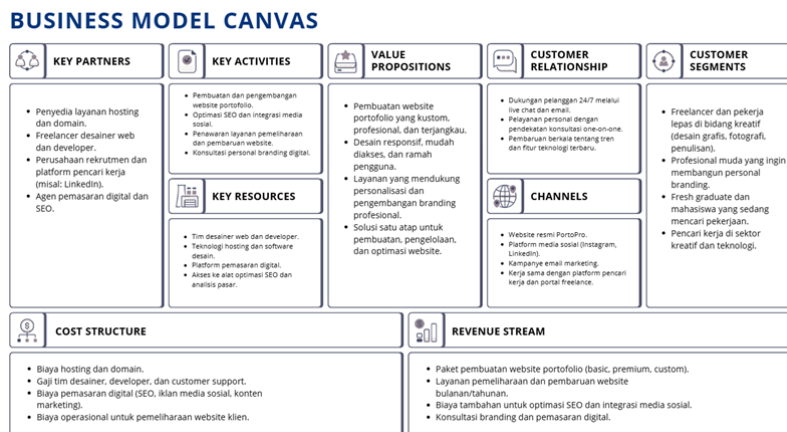 BUSINESS MODEL CANVAS
KEY PARTNERS
• Penyedia layanan hosting
dan domain.
• Freelancer desainer web
dan developer.
• Perusahaan rekrutmen dan
platform pencari kerja
(misal: LinkedIn).
• Agen pemasaran digital dan
SEO.
KEY ACTIVITIES
• Pembuatan dan pengembangan
website portofolio.
• Optimasi SEO dan integrasi media
sosial.
• Penawaran layanan pemeliharaan
dan pembaruan website.
• Konsultasi personal branding digital.
KEY RESOURCES
• Tim desainer web dan developer.
• Teknologi hosting dan software
desain.
• Platform pemasaran digital.
• Akses ke alat optimasi SEO dan
analisis pasar.
VALUE
PROPOSITIONS
• Pembuatan website
portofolio yang kustom,
profesional, dan terjangkau.
• Desain responsif, mudah
diakses, dan ramah
pengguna.
• Layanan yang mendukung
personalisasi dan
pengembangan branding
profesional.
• Solusi satu atap untuk
pembuatan, pengelolaan,
dan optimasi website.
CUSTOMER
RELATIONSHIP
• Dukungan pelanggan 24/7 melalui
live chat dan email.
• Pelayanan personal dengan
pendekatan konsultasi one-on-one.
• Pembaruan berkala tentang tren
dan fitur teknologi terbaru.
CHANNELS
• Website resmi PortoPro.
• Platform media sosial (Instagram,
LinkedIn).
• Kampanye email marketing.
• Kerja sama dengan platform pencari
kerja dan portal freelance.
CUSTOMER
SEGMENTS
• Freelancer dan pekerja
lepas di bidang kreatif
(desain grafis, fotografi,
penulisan).
• Profesional muda yang ingin
membangun personal
branding.
• Fresh graduate dan
mahasiswa yang sedang
mencari pekerjaan.
• Pencari kerja di sektor
kreatif dan teknologi.
COST STRUCTURE
• Biaya hosting dan domain.
• Gaji tim desainer, developer, dan customer support.
• Biaya pemasaran digital (SEO, iklan media sosial, konten
marketing).
• Biaya operasional untuk pemeliharaan website klien.
REVENUE STREAM
• Paket pembuatan website portofolio (basic, premium, custom).
• Layanan pemeliharaan dan pembaruan website
bulanan/tahunan.
• Biaya tambahan untuk optimasi SEO dan integrasi media sosial.
• Konsultasi branding dan pemasaran digital.